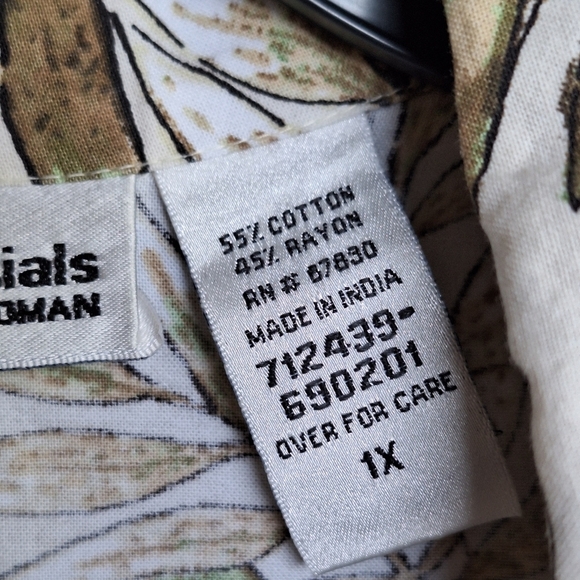 ials
OMAN
55% COTTON
45% RAYON
RN # 67830
MADE IN INDIA
712439-
690201
OVER FOR CARE
1X